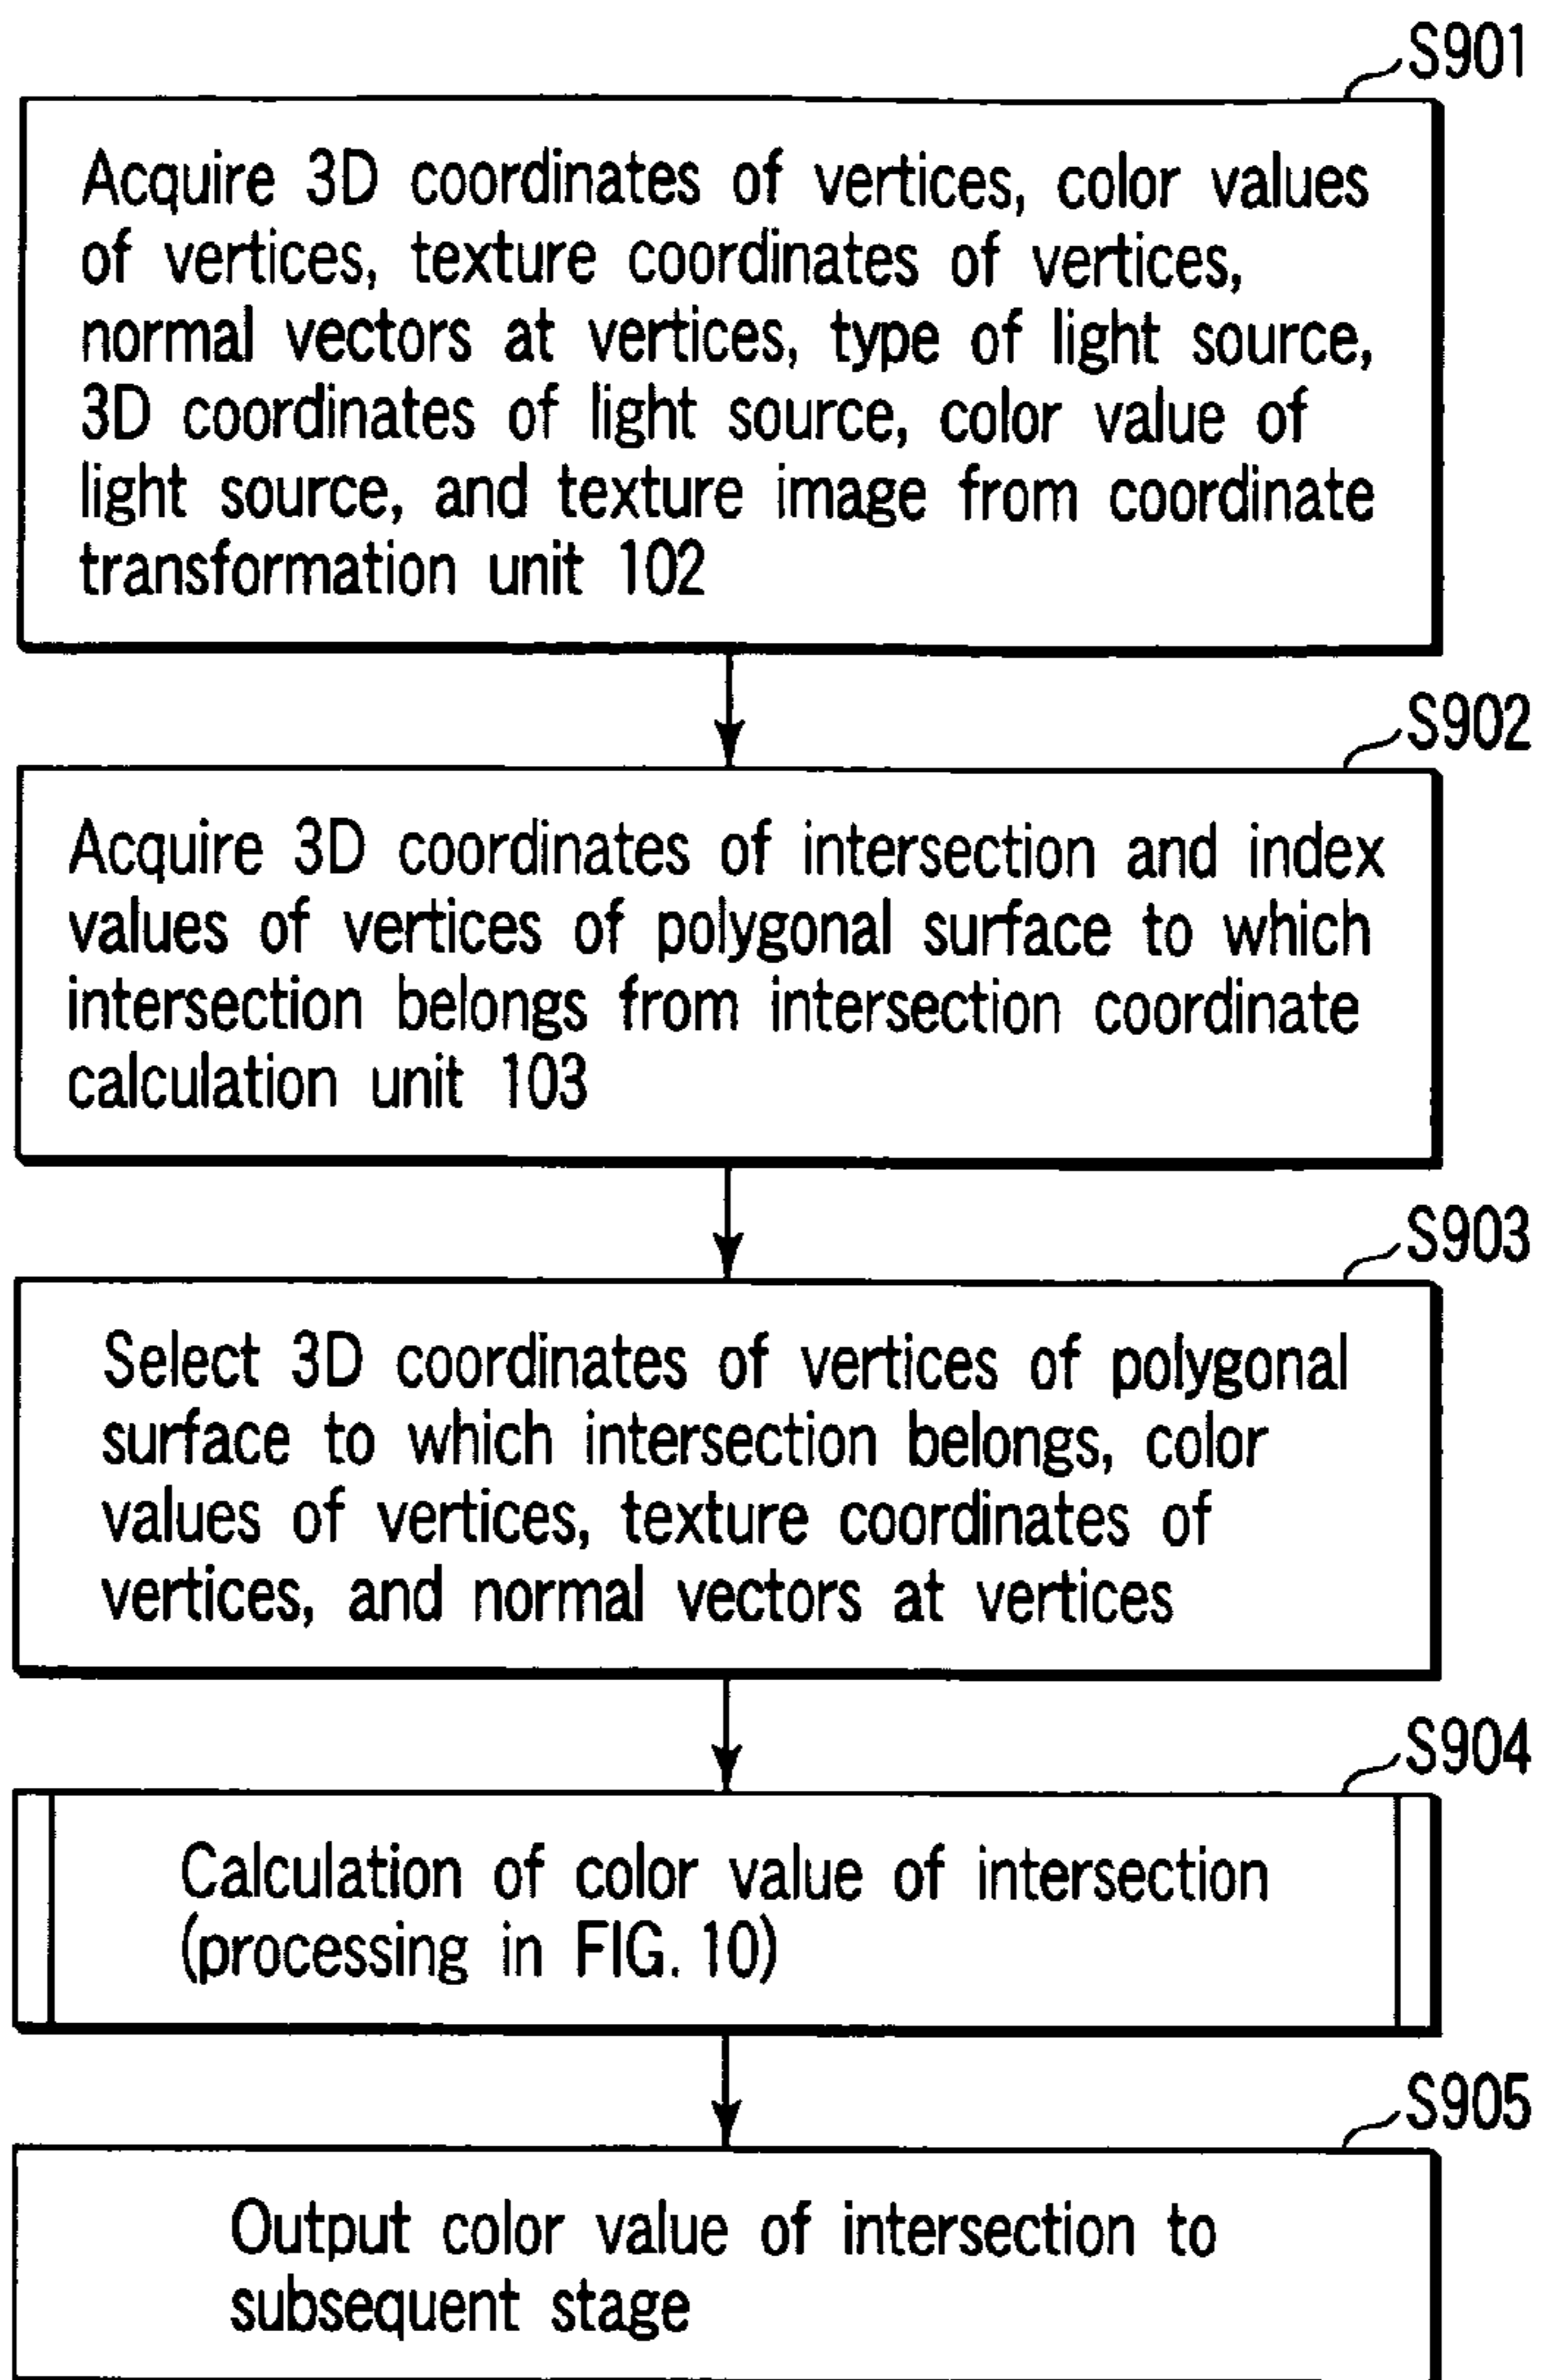 S901
Acquire 3D coordinates of vertices, color values
of vertices, texture coordinates of vertices,
normal vectors at vertices, type of light source,
3D coordinates of light source, color value of
light source, and texture image from coordinate
transformation unit 102
S902
Acquire 3D coordinates of intersection and index
values of vertices of polygonal surface to which
intersection belongs from intersection coordinate
calculation unit 103
S903
Select 3D coordinates of vertices of polygonal
surface to which intersection belongs, color
values of vertices, texture coordinates of
vertices, and normal vectors at vertices
S904
Calculation of color value of intersection
(processing in FIG. 10)
S905
Output color value of intersection to
subsequent stage